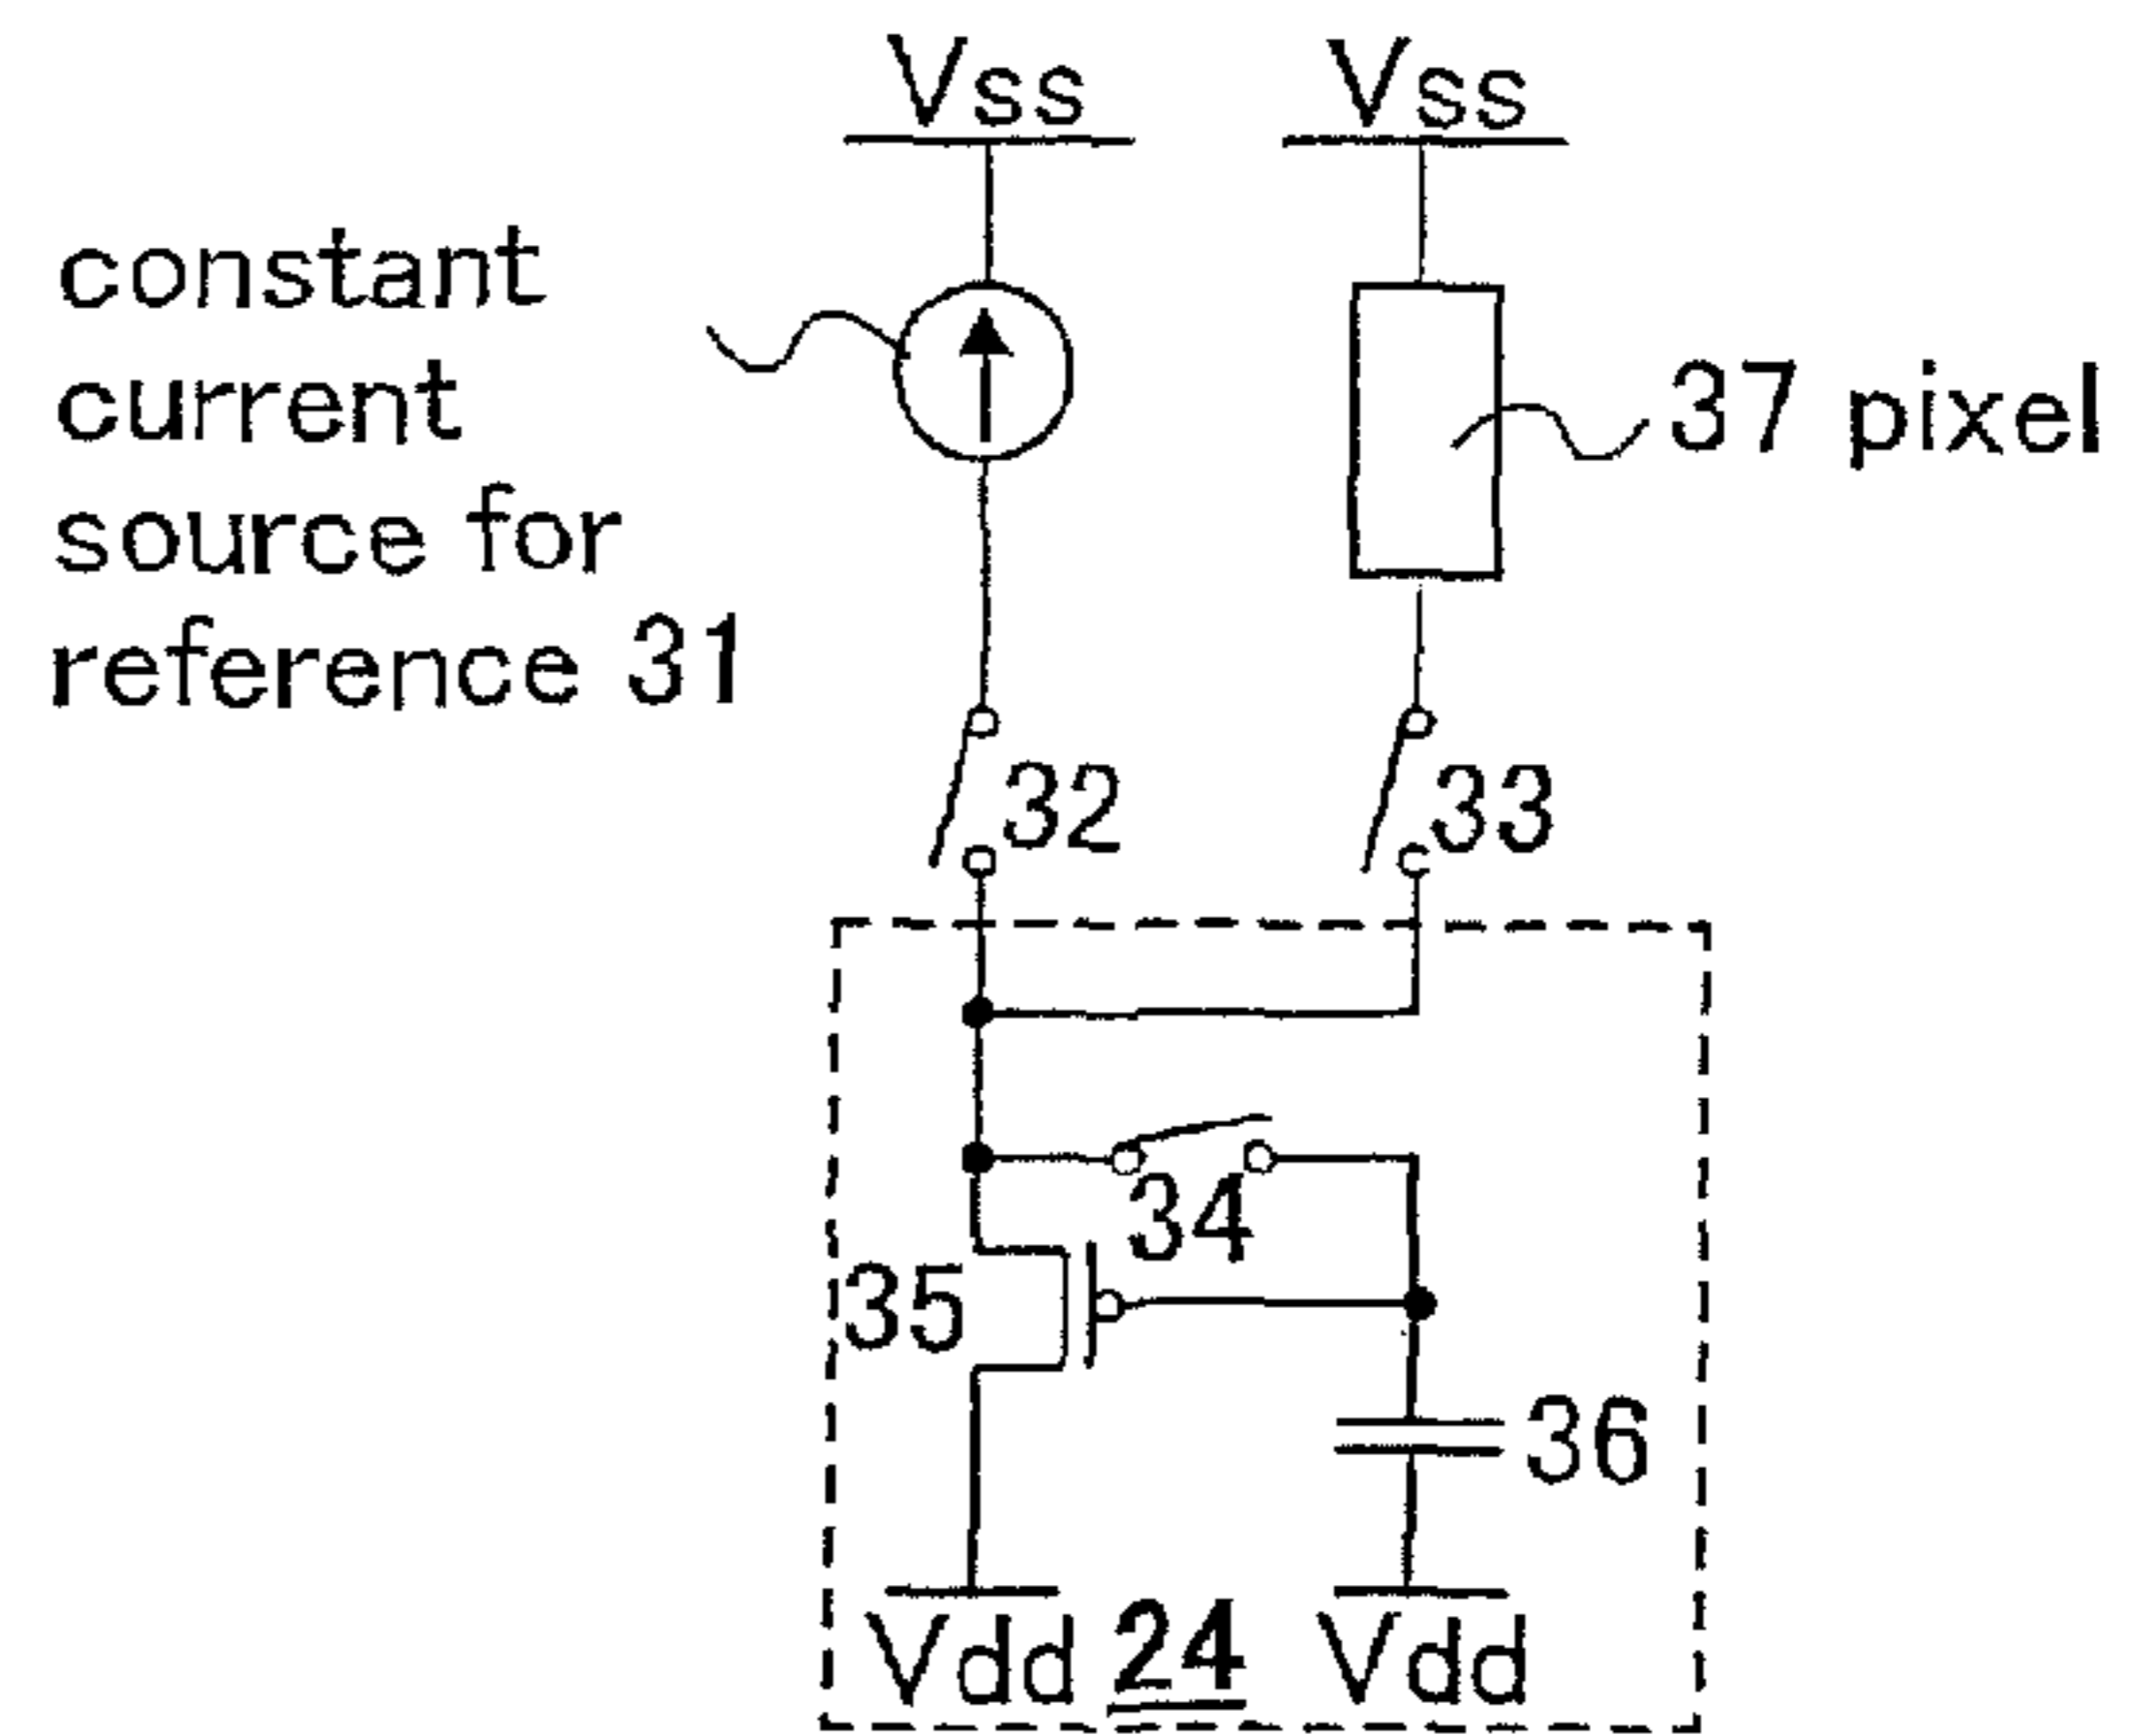 Vss
Vss
constant
current
source for
reference 31
37 pixel
32
33
34
35
36
Vdd
24
Vdd